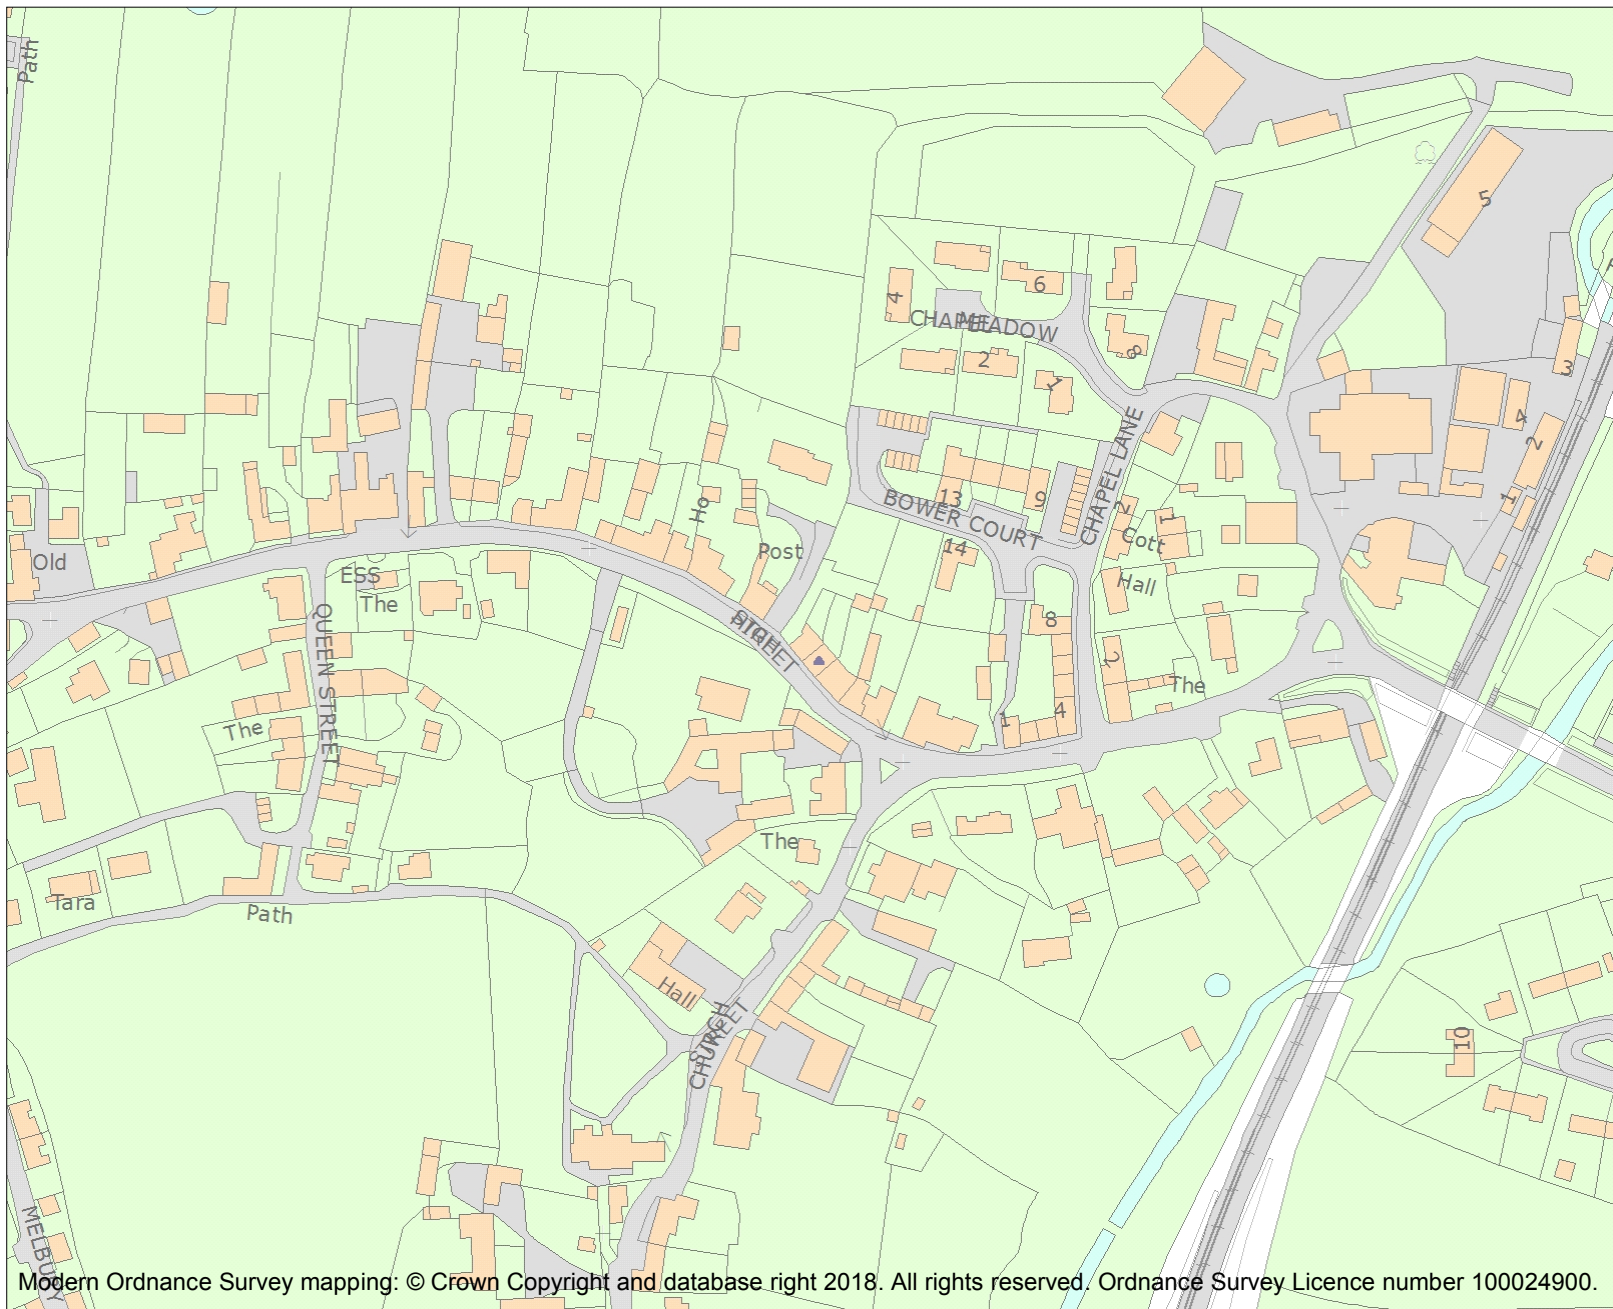 Path
5
4
6
CHAPEL
MEADOW
8
2
1
3
4
2
CHAPEL LANE
13
9
BOWER COURT
1
2
1
Ho
Cott
14
Post
Old
ESS
The
Hall
HIGH
STREET
8
QUEEN STREET
2
The
1
4
The
The
Tara
Path
Hall
CHURCH
STREET
10
MELBURY
Modern Ordnance Survey mapping: © Crown Copyright and database right 2018. All rights reserved. Ordnance Survey Licence number 100024900.